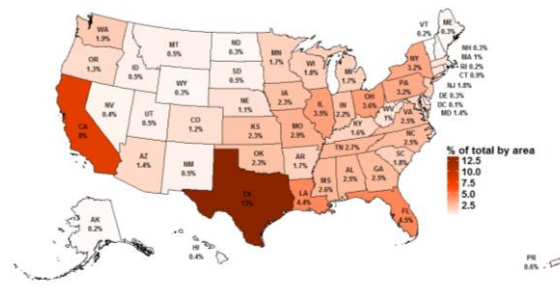 WA
1.9%
OR
1.3%
CA
8%
ID
0.5%
NV
0.4%
MT
0.5%
WY
0.3%
UT
0.5%
AZ
1.4%
CO
1.2%
NM
0.5%
ND
0.3%
SD
0.5%
NE
1.1%
KS
2.3%
OK
2.3%
TX
12%
MN
1.7%
IA
2.3%
MO
2.9%
AR
1.7%
LA
4.4%
WI
1.8%
IL
3.5%
MI
1.7%
IN
2.2%
OH
3.6%
KY
1.6%
TN 2.7%
MS
2.6%
AL
2.5%
GA
2.5%
FL
4.5%
SC
1.8%
NC
2.5%
VA
2.5%
WV
1%
PA
3.2%
NY
3.2%
VT
0.2%
ME
0.3%
NH 0.3%
MA 1%
RI 0.2%
CT 0.9%
NJ 1.8%
DE 0.3%
DC 0.1%
MD 1.4%
AK
0.2%
HI
0.4%
PR
0.6%
% of total by area
12.5
10.0
7.5
5.0
2.5